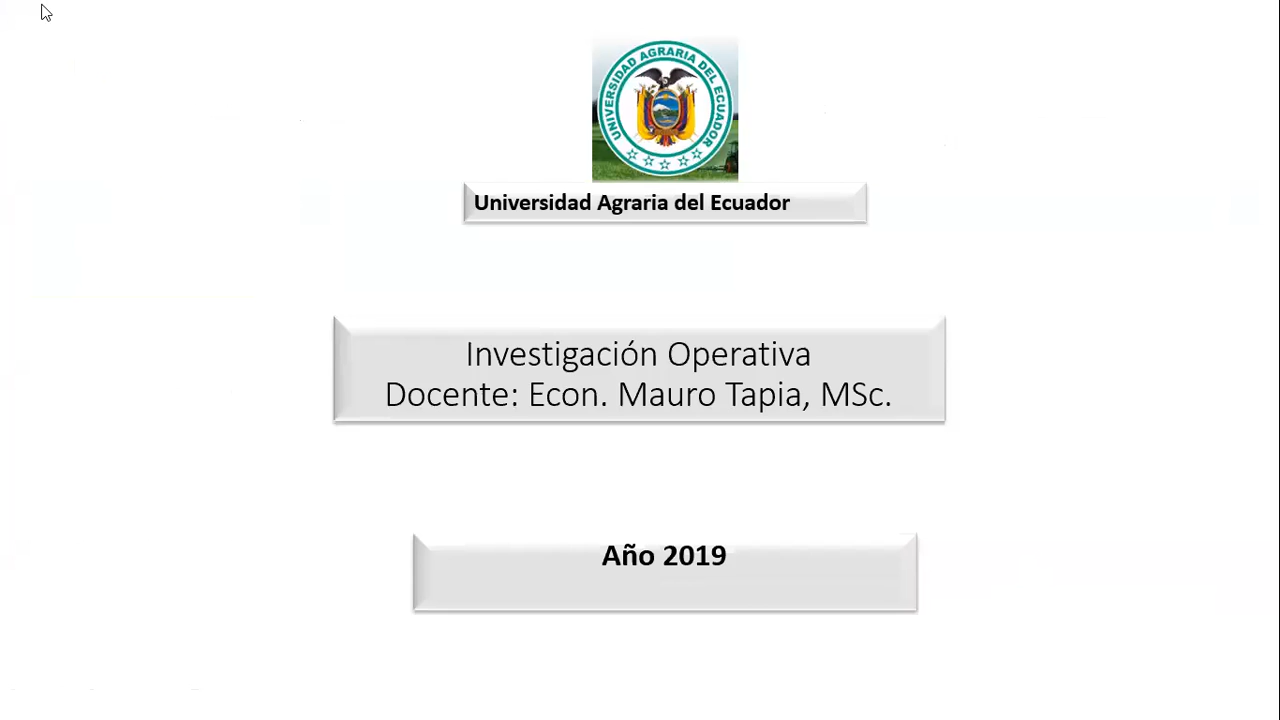 UNIVERSIDAD AGRARIA DEL ECUADOR
Universidad Agraria del Ecuador
Investigación Operativa
Docente: Econ. Mauro Tapia, MSc.
Año 2019